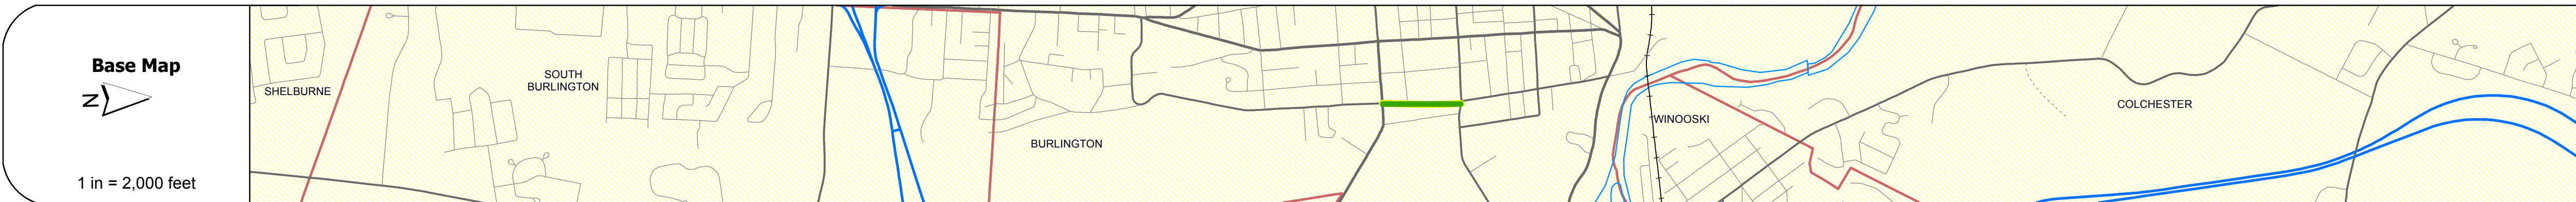 Base Map
N
1 in = 2,000 feet
SHELBURNE
SOUTH
BURLINGTON
BURLINGTON
WINOOSKI
COLCHESTER